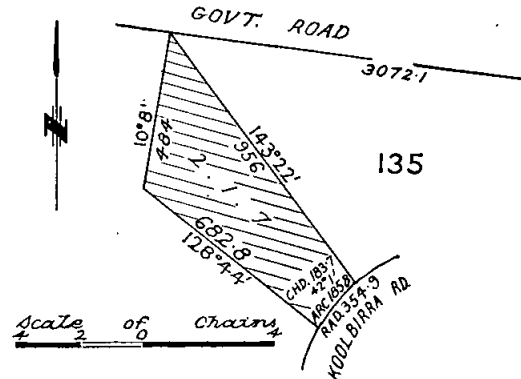 GOVT. ROAD
3072·1
10°8'
484
143°22'
956
135
2 . 1 . 7
682·8
128°44'
CHD. 183·7
42°1'
ARC 185·8
RAD. 354·9
KOOLBIRRA RD.
N
Scale of Chains
4 2 0 4